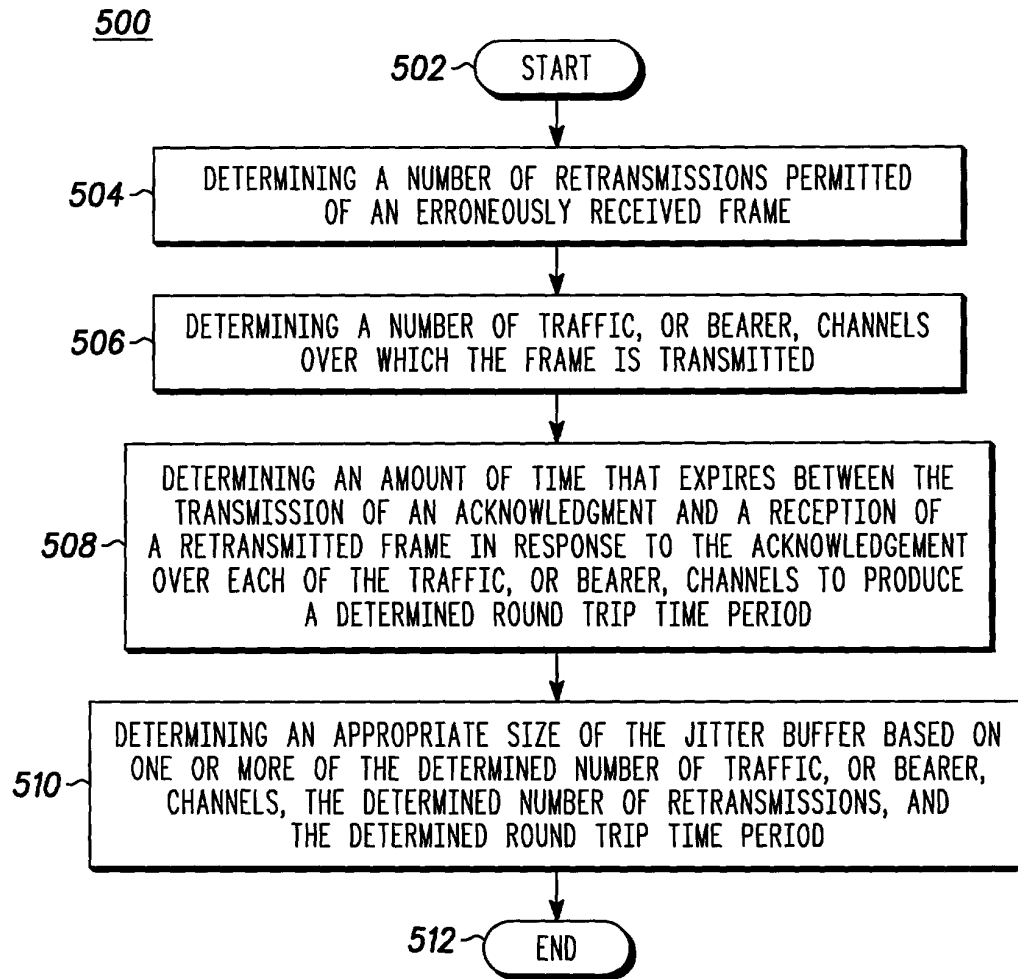 500
502
START
504
DETERMINING A NUMBER OF RETRANSMISSIONS PERMITTED
OF AN ERRONEOUSLY RECEIVED FRAME
506
DETERMINING A NUMBER OF TRAFFIC, OR BEARER, CHANNELS
OVER WHICH THE FRAME IS TRANSMITTED
508
DETERMINING AN AMOUNT OF TIME THAT EXPIRES BETWEEN THE
TRANSMISSION OF AN ACKNOWLEDGMENT AND A RECEPTION OF
A RETRANSMITTED FRAME IN RESPONSE TO THE ACKNOWLEDGEMENT
OVER EACH OF THE TRAFFIC, OR BEARER, CHANNELS TO PRODUCE
A DETERMINED ROUND TRIP TIME PERIOD
510
DETERMINING AN APPROPRIATE SIZE OF THE JITTER BUFFER BASED ON
ONE OR MORE OF THE DETERMINED NUMBER OF TRAFFIC, OR BEARER,
CHANNELS, THE DETERMINED NUMBER OF RETRANSMISSIONS, AND
THE DETERMINED ROUND TRIP TIME PERIOD
512
END